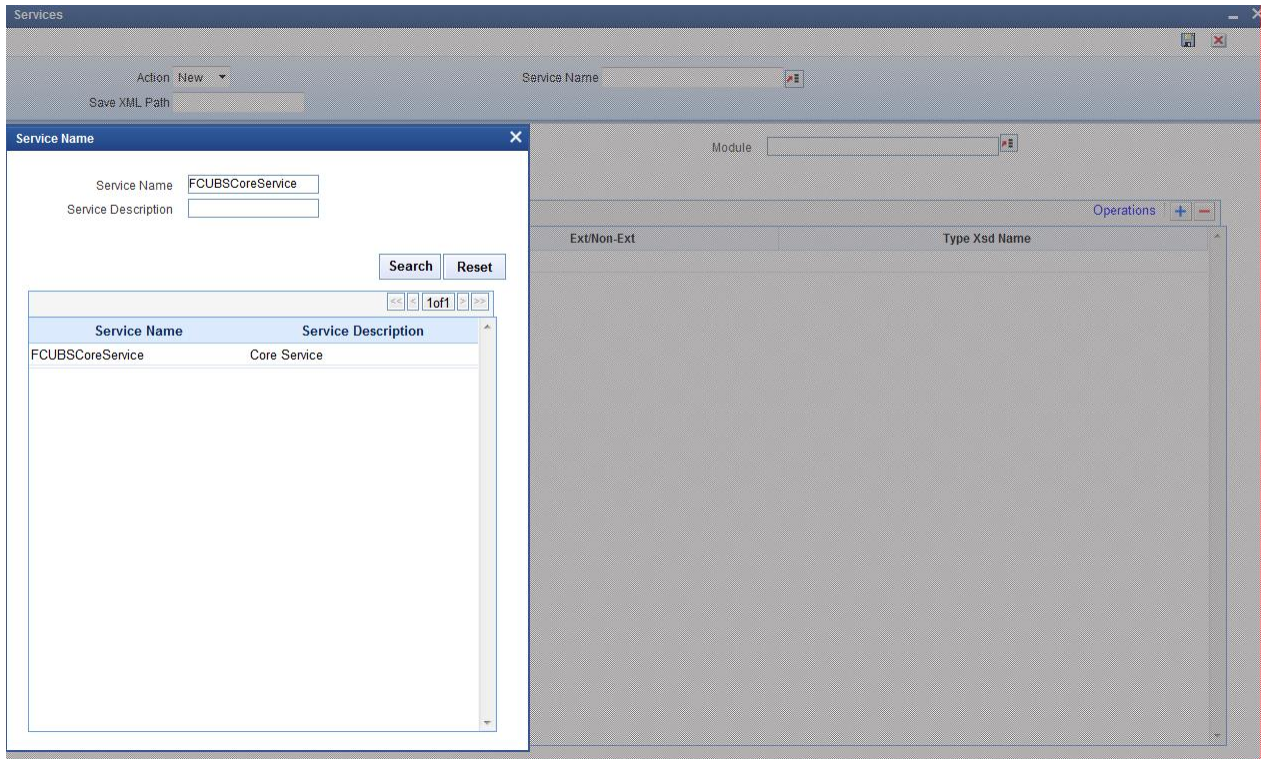 Services
Action New Service Name
Save XML Path
Service Name
Module
Service Name FCUBSCoreService
Service Description
Operations
Ext/Non-Ext Type Xsd Name
Search Reset
<< < 1of1 > >>
Service Name Service Description
FCUBSCoreService Core Service